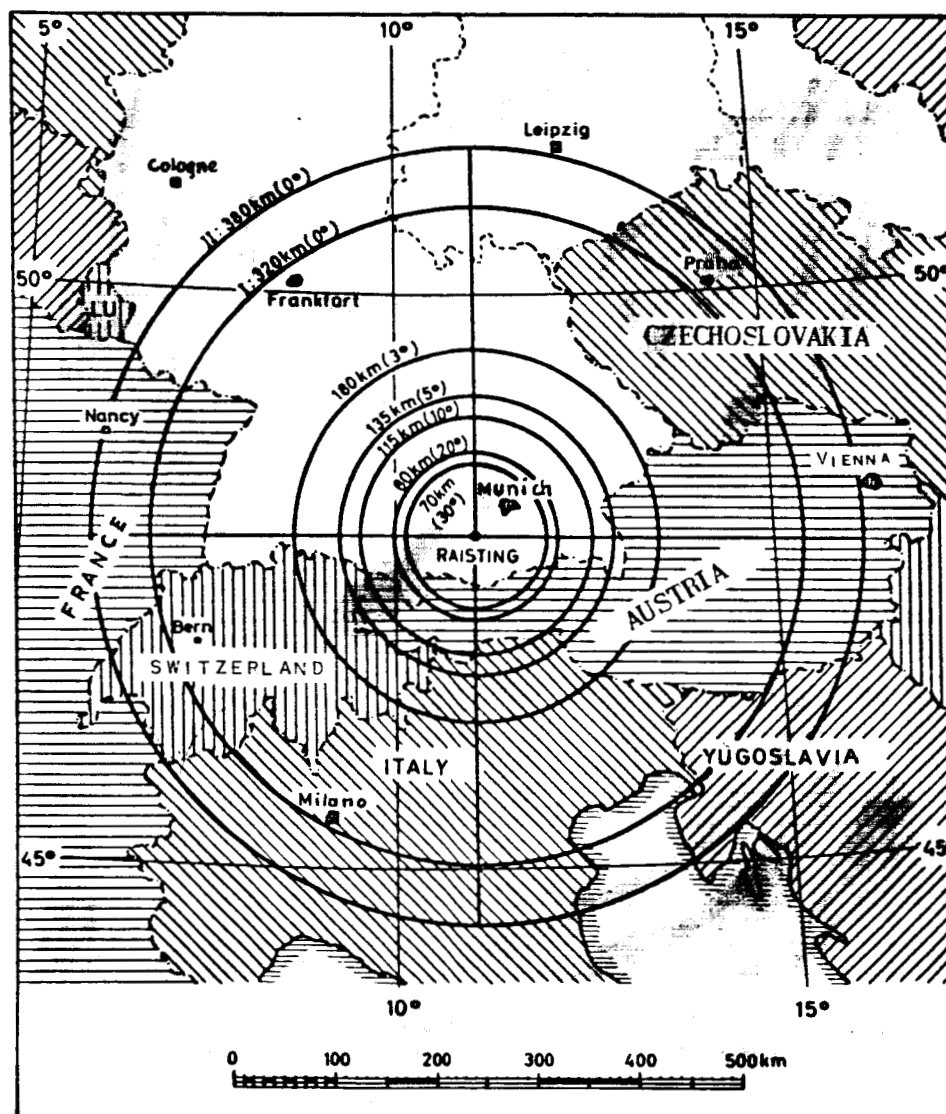 5° 10° 15°
Leipzig
Cologne
II: 380km(0°)
I: 320km(0°)
50° 50°
Praha
LU
Frankfort
CZECHOSLOVAKIA
180km(3°)
135km(5°)
Nancy
115km(10°)
80km(20°)
VIENNA
70km
(30°)
Munich
RAISTING
FRANCE
AUSTRIA
Bern
SWITZERLAND
ITALY
YUGOSLAVIA
Milano
45° 45°
10° 15°
0 100 200 300 400 500km